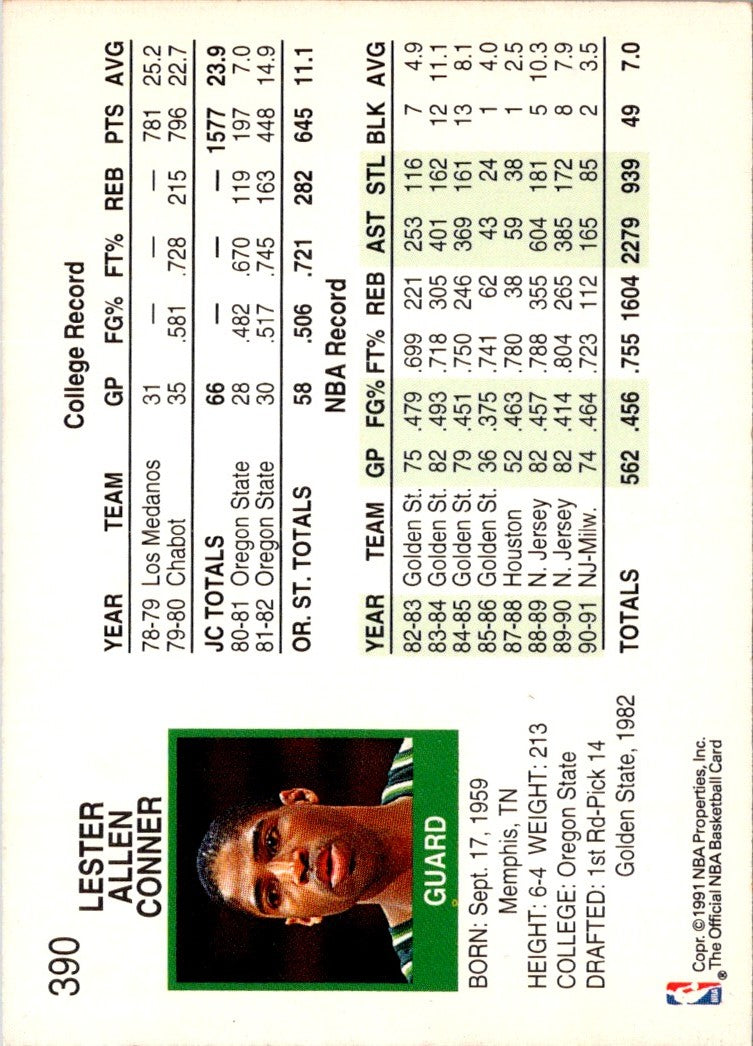 390
LESTER
ALLEN
CONNER
GUARD
BORN: Sept. 17, 1959
Memphis, TN
HEIGHT: 6-4 WEIGHT: 213
COLLEGE: Oregon State
DRAFTED: 1st Rd-Pick 14
Golden State, 1982
NBA
Copr. ©1991 NBA Properties, Inc.
® The Official NBA Basketball Card
College Record
YEAR TEAM GP FG% FT% REB PTS AVG
78-79 Los Medanos 31 — — — 781 25.2
79-80 Chabot 35 .581 .728 215 796 22.7
JC TOTALS 66 — — — 1577 23.9
80-81 Oregon State 28 .482 .670 119 197 7.0
81-82 Oregon State 30 .517 .745 163 448 14.9
OR. ST. TOTALS 58 .506 .721 282 645 11.1
NBA Record
YEAR TEAM GP FG% FT% REB AST STL BLK AVG
82-83 Golden St. 75 .479 .699 221 253 116 7 4.9
83-84 Golden St. 82 .493 .718 305 401 162 12 11.1
84-85 Golden St. 79 .451 .750 246 369 161 13 8.1
85-86 Golden St. 36 .375 .741 62 43 24 1 4.0
87-88 Houston 52 .463 .780 38 59 38 1 2.5
88-89 N. Jersey 82 .457 .788 355 604 181 5 10.3
89-90 N. Jersey 82 .414 .804 265 385 172 8 7.9
90-91 NJ-Milw. 74 .464 .723 112 165 85 2 3.5
TOTALS 562 .456 .755 1604 2279 939 49 7.0